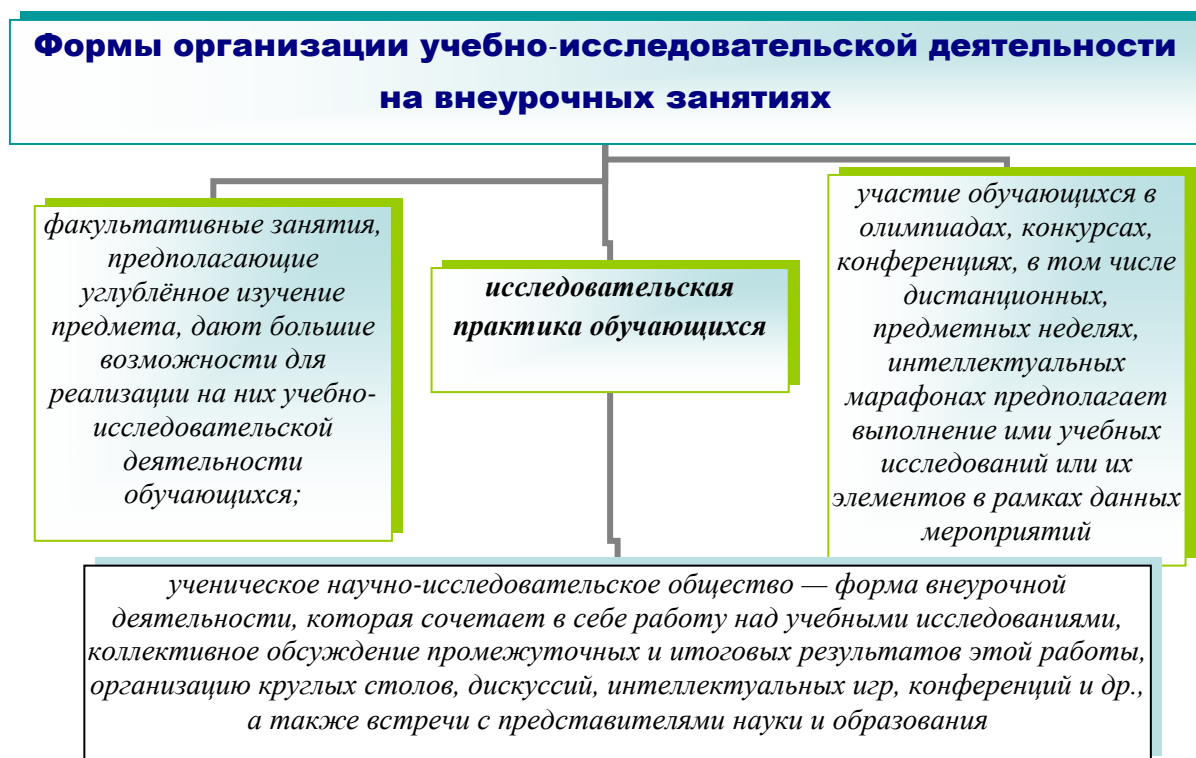 Формы организации учебно-исследовательской деятельности
на внеурочных занятиях
факультативные занятия,
предполагающие
углублённое изучение
предмета, дают большие
возможности для
реализации на них учебно-
исследовательской
деятельности
обучающихся;
исследовательская
практика обучающихся
участие обучающихся в
олимпиадах, конкурсах,
конференциях, в том числе
дистанционных,
предметных неделях,
интеллектуальных
марафонах предполагает
выполнение ими учебных
исследований или их
элементов в рамках данных
мероприятий
ученическое научно-исследовательское общество — форма внеурочной
деятельности, которая сочетает в себе работу над учебными исследованиями,
коллективное обсуждение промежуточных и итоговых результатов этой работы,
организацию круглых столов, дискуссий, интеллектуальных игр, конференций и др.,
а также встречи с представителями науки и образования